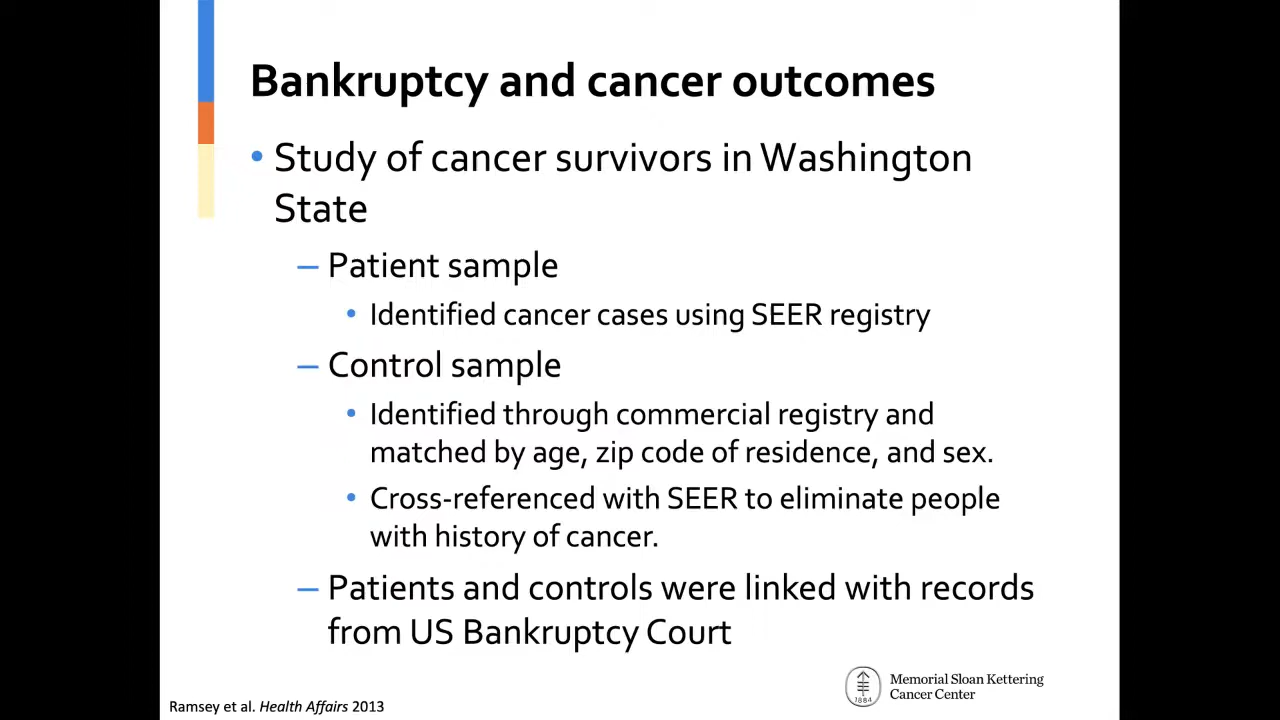 Bankruptcy and cancer outcomes
• Study of cancer survivors in Washington
State
– Patient sample
• Identified cancer cases using SEER registry
– Control sample
• Identified through commercial registry and
matched by age, zip code of residence, and sex.
• Cross-referenced with SEER to eliminate people
with history of cancer.
– Patients and controls were linked with records
from US Bankruptcy Court
1884
Memorial Sloan Kettering
Cancer Center
Ramsey et al. Health Affairs 2013